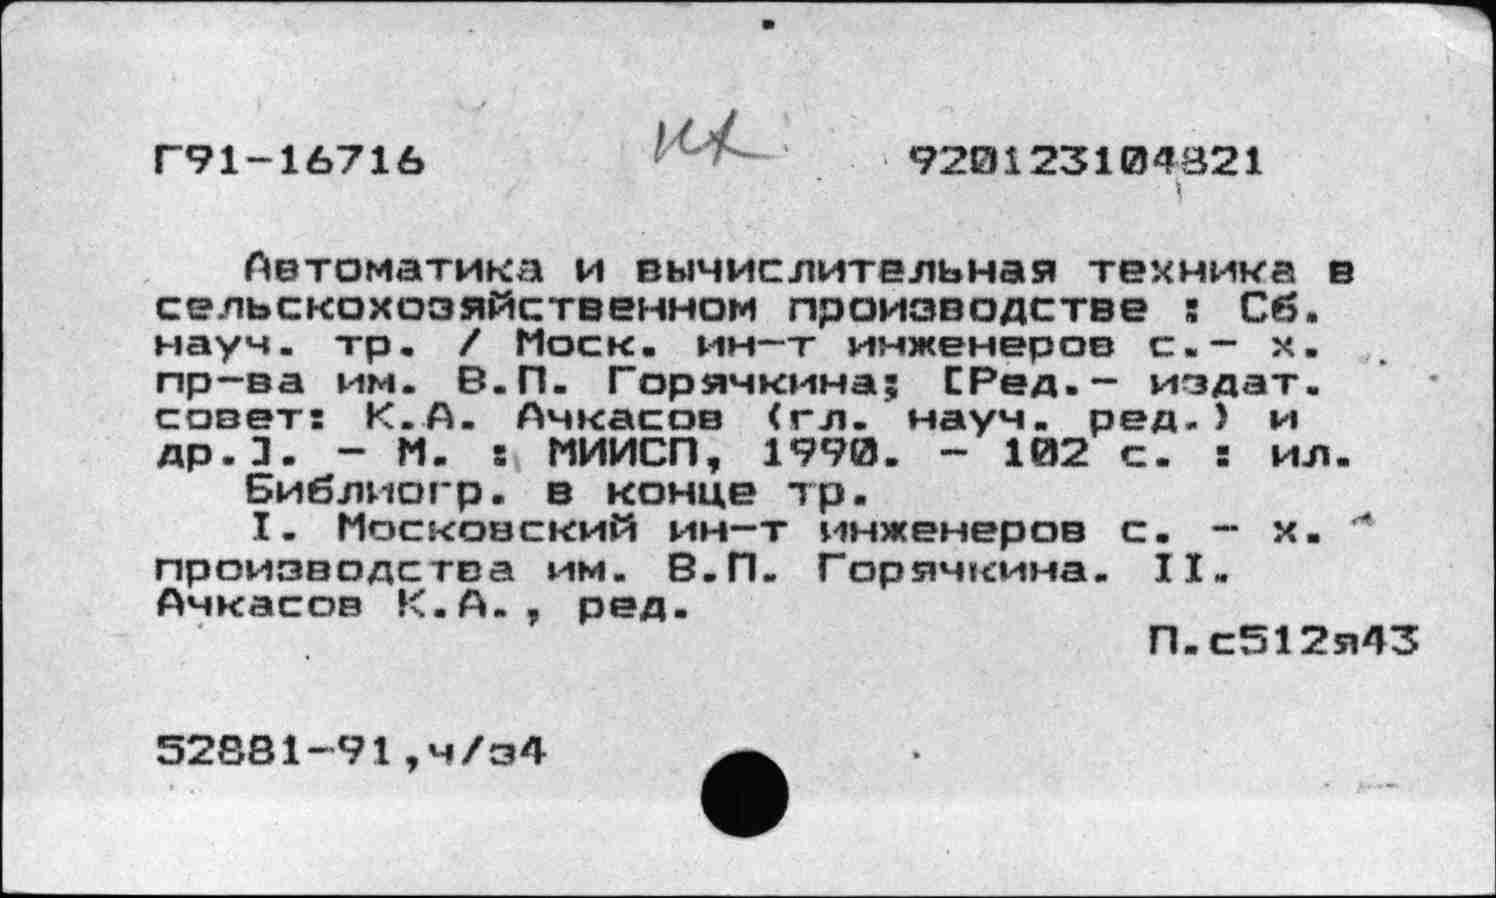 Г91-16716 920123104821
Автоматика и вычислительная техника в
сельскохозяйственном производстве : Сб.
науч. тр. / Моск. ин-т инженеров с.- х.
пр-ва им. В.П. Горячкина; [Ред.- издат.
совет: К.А. Ачкасов (гл. науч. ред.) и
др.]. - М. : МИИСП, 1990. - 102 с. : ил.
Библиогр. в конце тр.
I. Московский ин-т инженеров с. - х.
производства им. В.П. Горячкина. II.
Ачкасов К.А., ред.
П.с512я43
52881-91,ч/з4